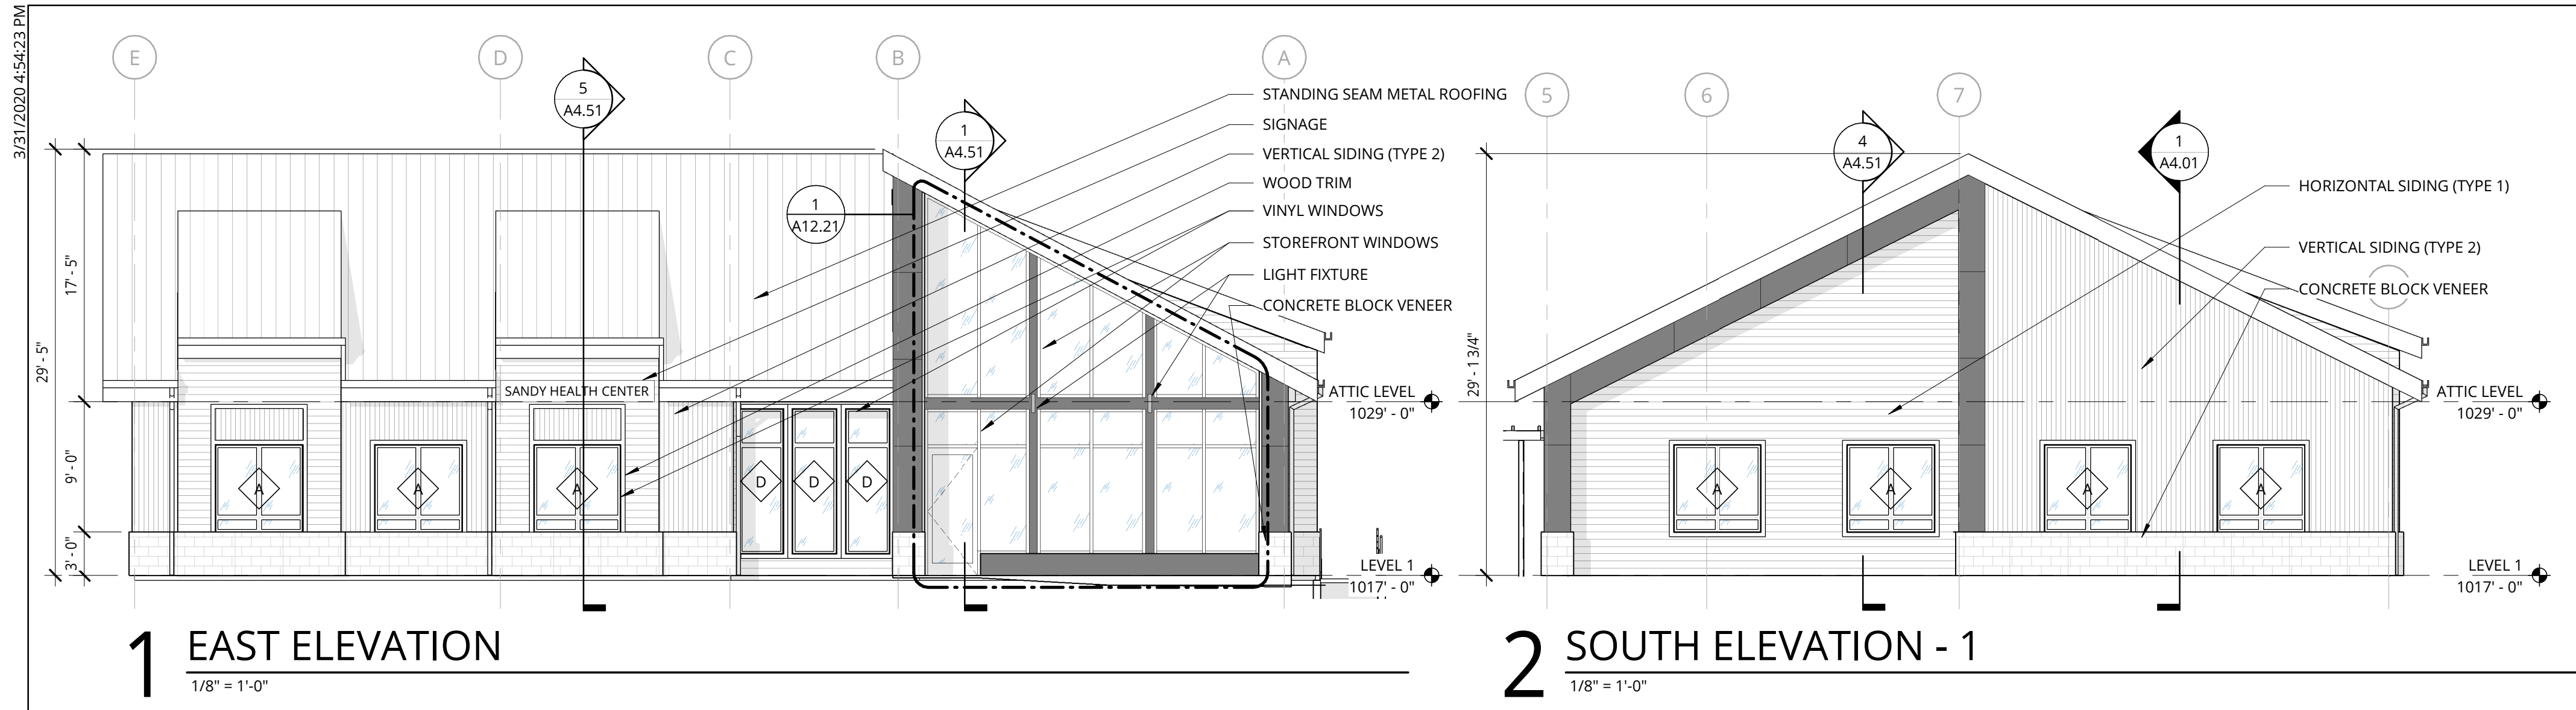 3/31/2020 4:54:23 PM
E
D
C
B
A
5
A4.51
1
A4.51
1
A12.21
STANDING SEAM METAL ROOFING
SIGNAGE
VERTICAL SIDING (TYPE 2)
WOOD TRIM
VINYL WINDOWS
STOREFRONT WINDOWS
LIGHT FIXTURE
CONCRETE BLOCK VENEER
29' - 5"
17' - 5"
9' - 0"
3' - 0"
SANDY HEALTH CENTER
A
A
A
D
D
D
ATTIC LEVEL
1029' - 0"
LEVEL 1
1017' - 0"
1
EAST ELEVATION
1/8" = 1'-0"
5
6
7
4
A4.51
1
A4.01
HORIZONTAL SIDING (TYPE 1)
VERTICAL SIDING (TYPE 2)
CONCRETE BLOCK VENEER
29' - 1 3/4"
A
A
A
A
ATTIC LEVEL
1029' - 0"
LEVEL 1
1017' - 0"
2
SOUTH ELEVATION - 1
1/8" = 1'-0"